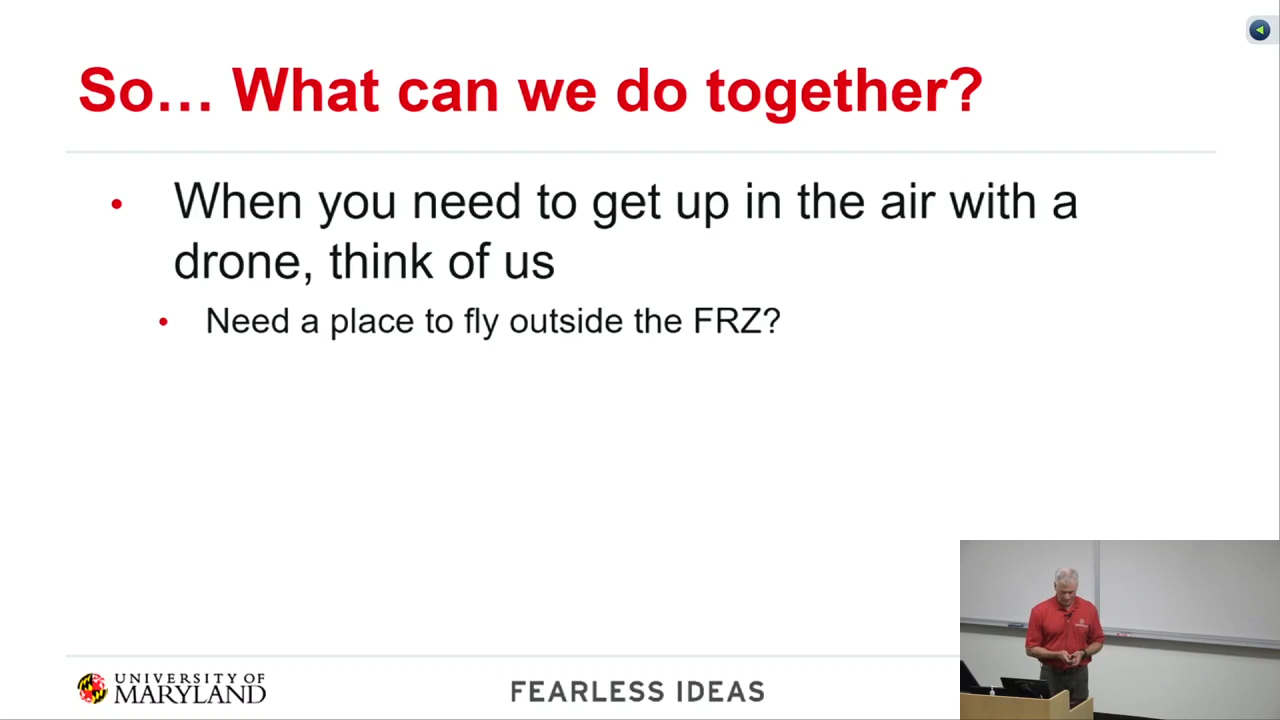 So… What can we do together?
• When you need to get up in the air with a
drone, think of us
• Need a place to fly outside the FRZ?
UNIVERSITY OF
MARYLAND
FEARLESS IDEAS